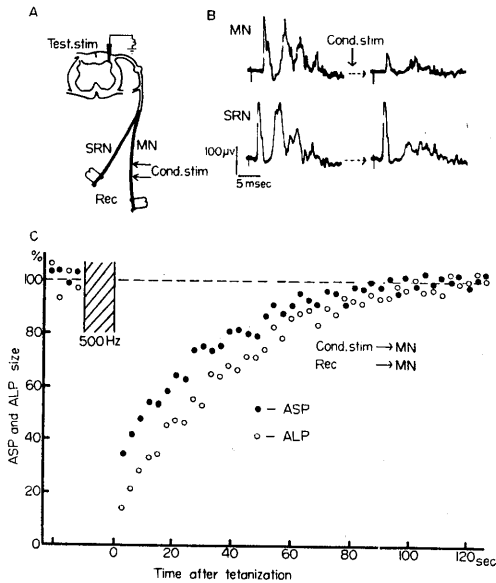 A
Test.stim
SRN
MN
Cond.stim
Rec
B
MN
Cond.stim
SRN
100μv
5 msec
C
%
100
80
60
40
20
0
ASP and ALP size
500 Hz
Cond.stim → MN
Rec → MN
● – ASP
○ – ALP
0 20 40 60 80 100 120 sec
Time after tetanization